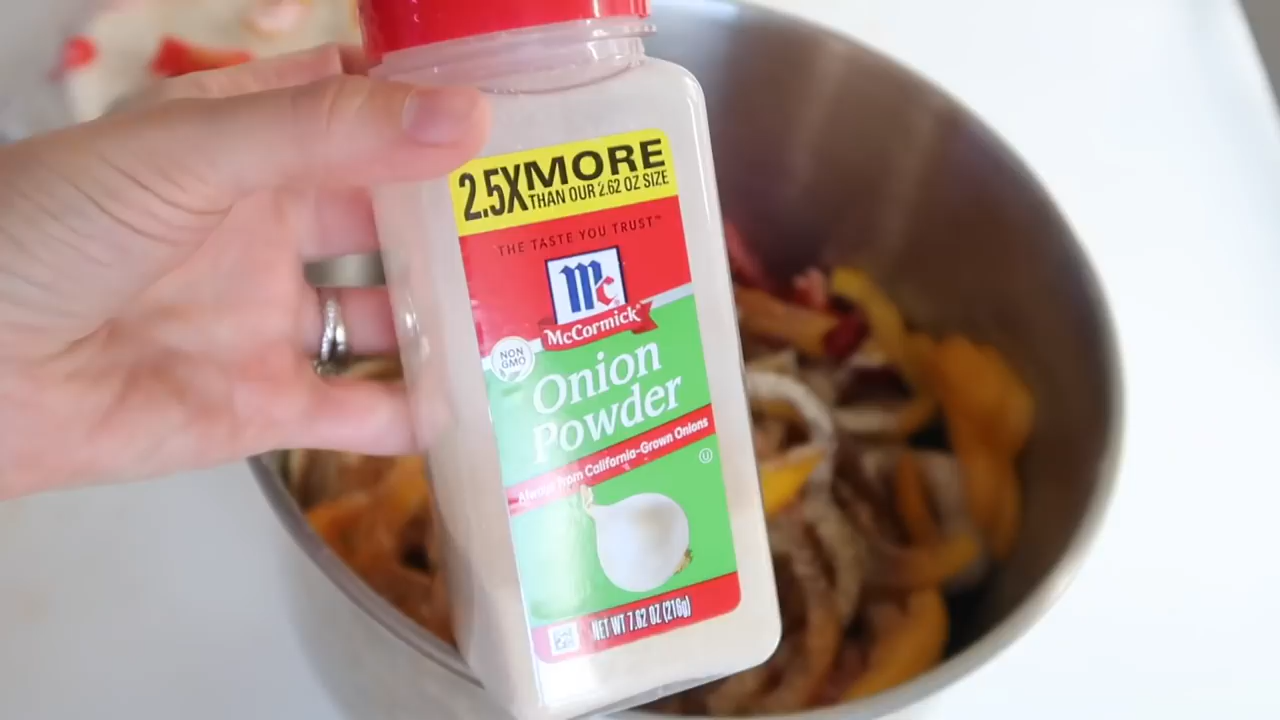 2.5X MORE
THAN OUR 2.62 OZ SIZE
THE TASTE YOU TRUST™
Mc
McCormick®
NON
GMO
Onion
Powder
Always From California-Grown Onions
U
NET WT 7.62 OZ (216g)